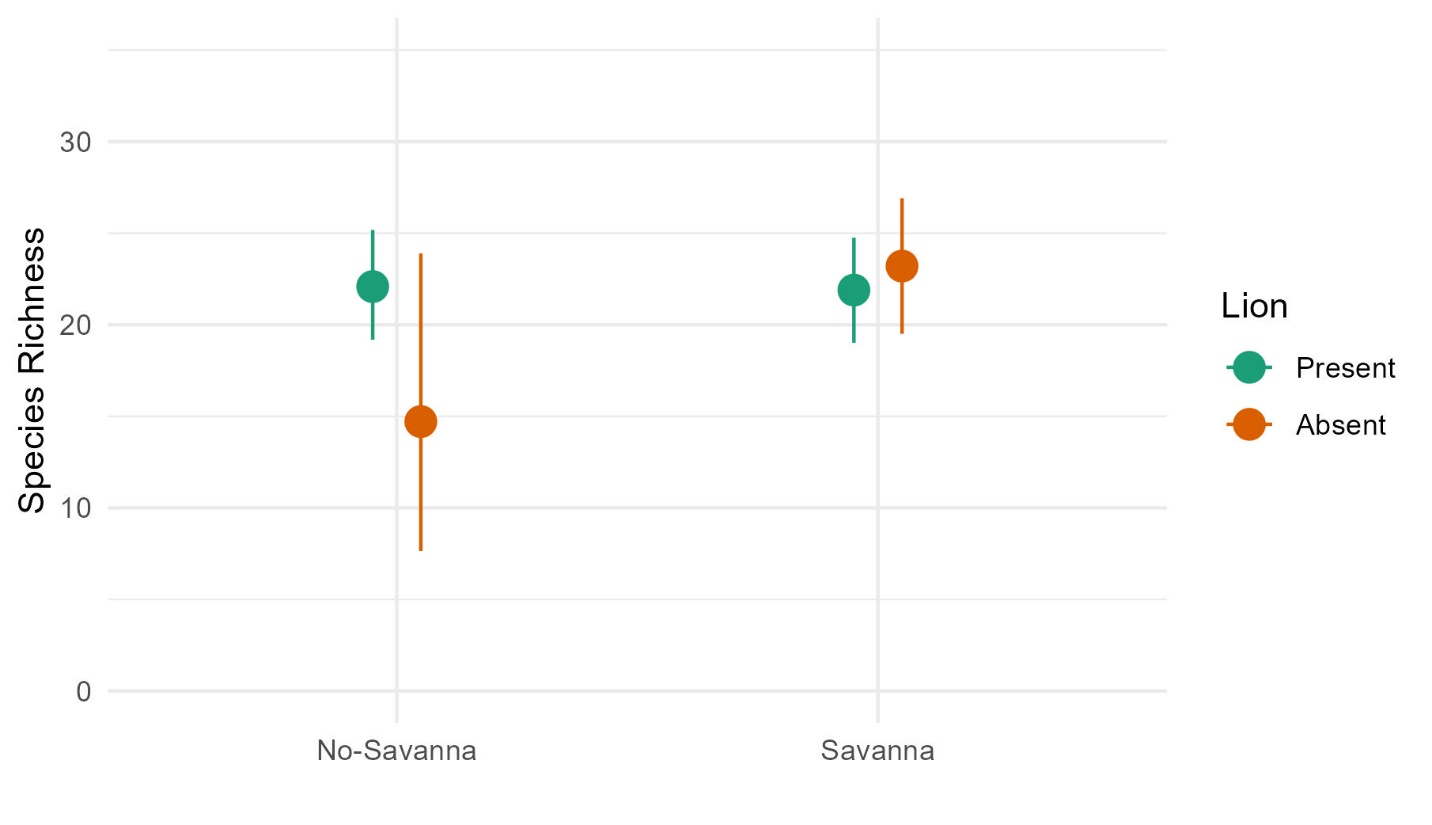 Species Richness
30
20
10
0
No-Savanna
Savanna
Lion
Present
Absent